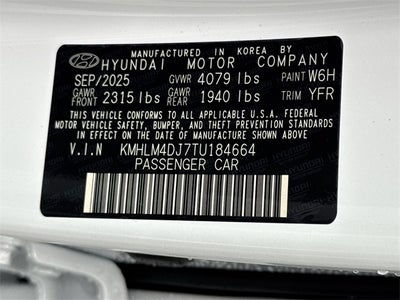 MANUFACTURED IN KOREA BY
HYUNDAI MOTOR COMPANY
SEP/2025 GVWR 4079 lbs PAINT W6H
GAWR FRONT 2315 lbs GAWR REAR 1940 lbs TRIM YFR
THIS VEHICLE CONFORMS TO ALL APPLICABLE U.S.A. FEDERAL
MOTOR VEHICLE SAFETY, BUMPER, AND THEFT PREVENTION STANDARDS
IN EFFECT ON THE DATE OF MANUFACTURE SHOWN ABOVE.
V.I.N KMHLM4DJ7TU184664
PASSENGER CAR